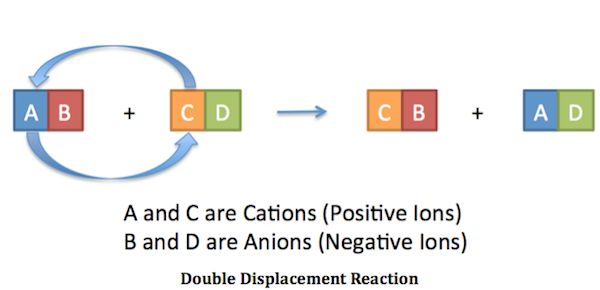 A B + C D → C B + A D
A and C are Cations (Positive Ions)
B and D are Anions (Negative Ions)
Double Displacement Reaction